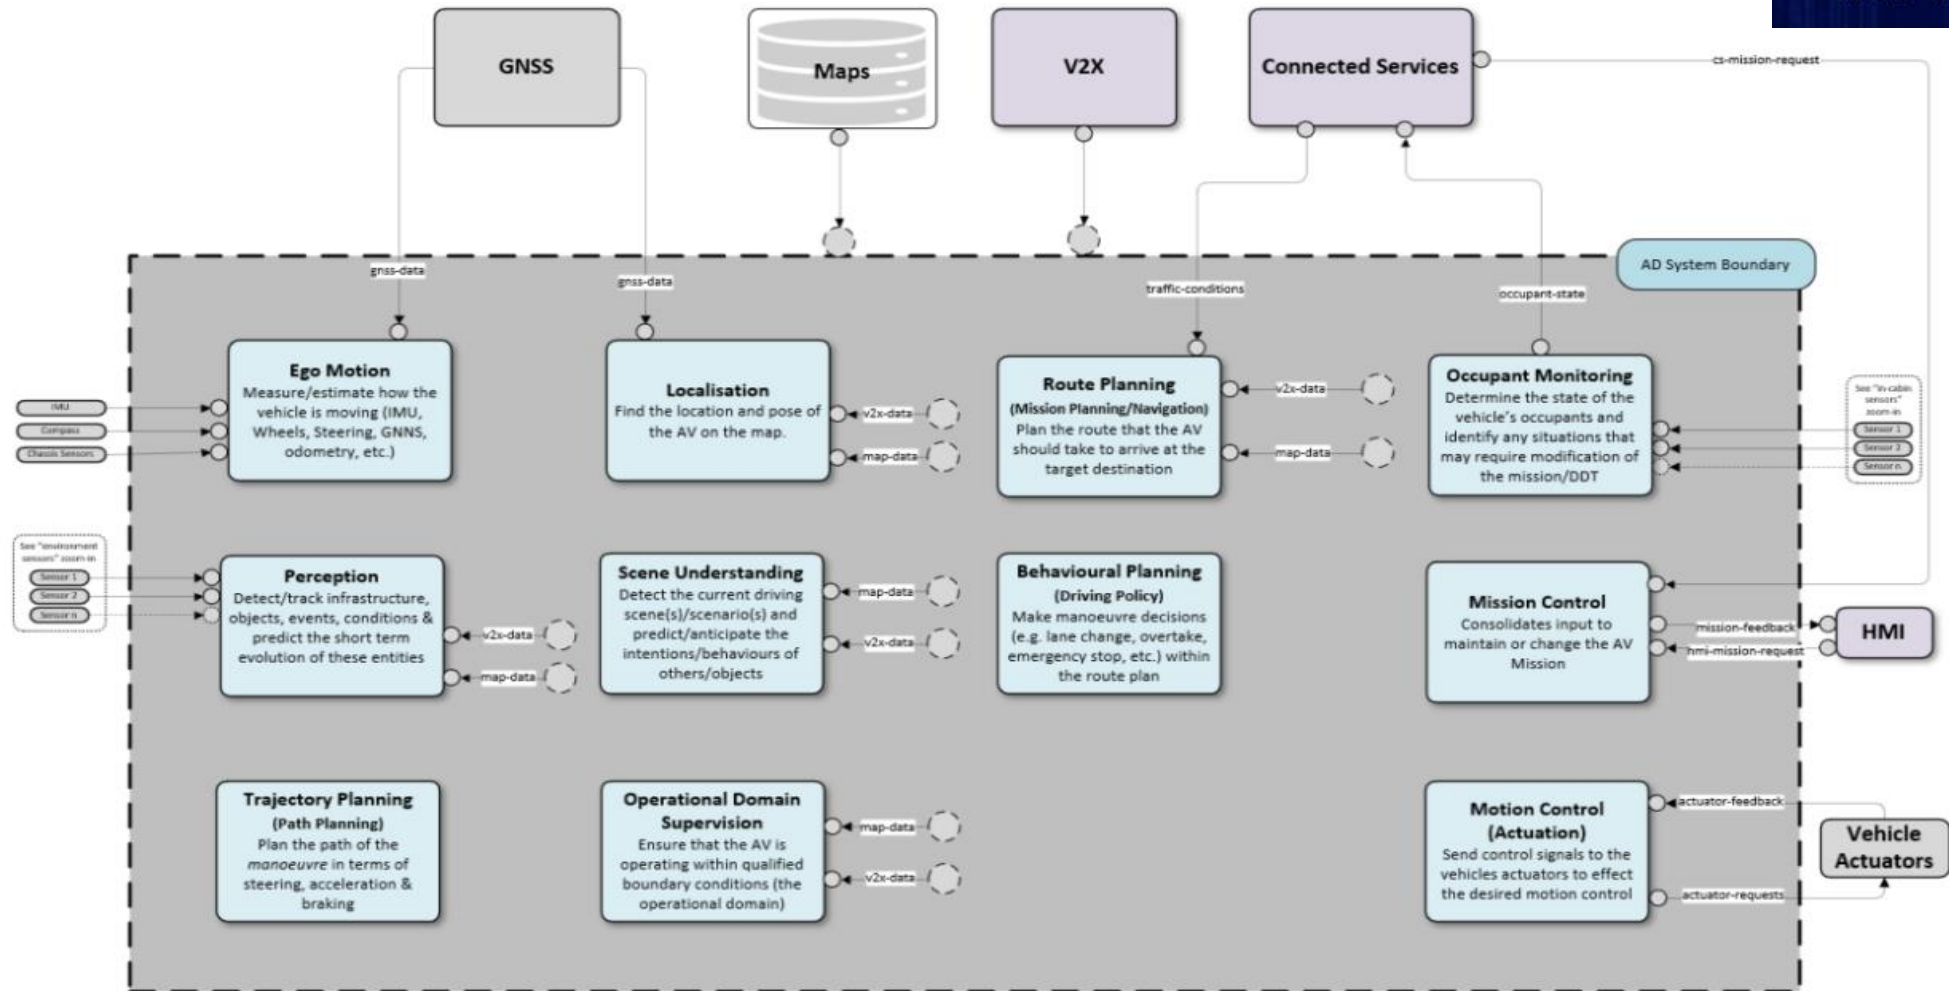 GNSS
Maps
V2X
Connected Services
cs-mission-request
AD System Boundary
gnss-data
gnss-data
traffic-conditions
occupant-state
IMU
Compass
Chassis Sensors
Ego Motion
Measure/estimate how the
vehicle is moving (IMU,
Wheels, Steering, GNNS,
odometry, etc.)
Localisation
Find the location and pose of
the AV on the map.
v2x-data
map-data
Route Planning
(Mission Planning/Navigation)
Plan the route that the AV
should take to arrive at the
target destination
v2x-data
map-data
Occupant Monitoring
Determine the state of the
vehicle's occupants and
identify any situations that
may require modification of
the mission/DDT
See "in-cabin
sensors"
zoom-in
Sensor 1
Sensor 2
Sensor n
See "environment
sensors" zoom-in
Sensor 1
Sensor 2
Sensor n
Perception
Detect/track infrastructure,
objects, events, conditions &
predict the short term
evolution of these entities
v2x-data
map-data
Scene Understanding
Detect the current driving
scene(s)/scenario(s) and
predict/anticipate the
intentions/behaviours of
others/objects
map-data
v2x-data
Behavioural Planning
(Driving Policy)
Make manoeuvre decisions
(e.g. lane change, overtake,
emergency stop, etc.) within
the route plan
Mission Control
Consolidates input to
maintain or change the AV
Mission
mission-feedback
hmi-mission-request
HMI
Trajectory Planning
(Path Planning)
Plan the path of the
manoeuvre in terms of
steering, acceleration &
braking
Operational Domain
Supervision
Ensure that the AV is
operating within qualified
boundary conditions (the
operational domain)
map-data
v2x-data
Motion Control
(Actuation)
Send control signals to the
vehicles actuators to effect
the desired motion control
actuator-feedback
actuator-requests
Vehicle
Actuators